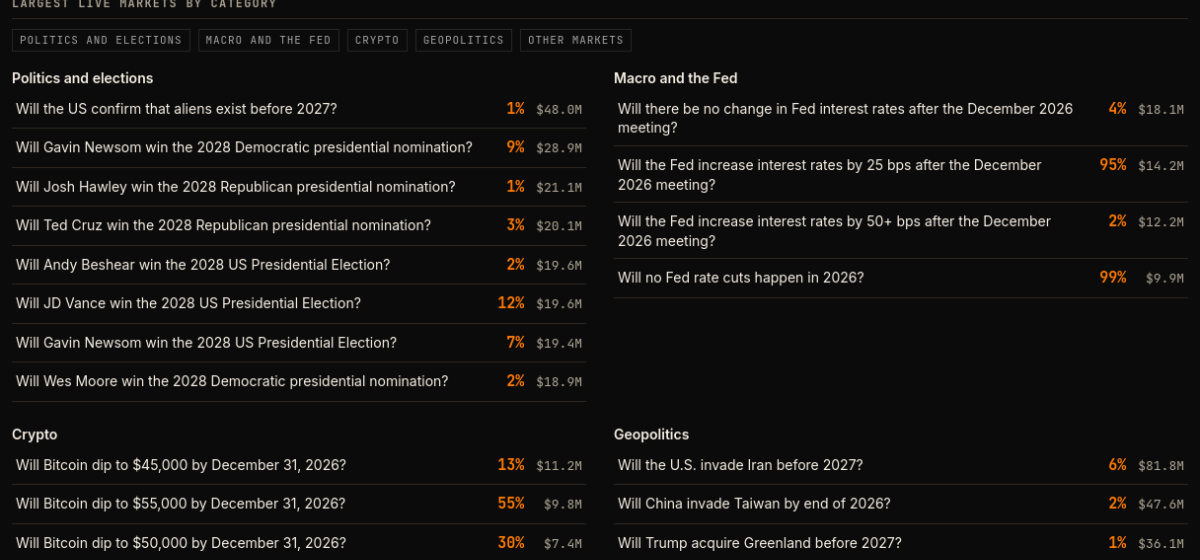 LARGEST LIVE MARKETS BY CATEGORY
POLITICS AND ELECTIONS
MACRO AND THE FED
CRYPTO
GEOPOLITICS
OTHER MARKETS
Politics and elections
Will the US confirm that aliens exist before 2027? 1% $48.0M
Will Gavin Newsom win the 2028 Democratic presidential nomination? 9% $28.9M
Will Josh Hawley win the 2028 Republican presidential nomination? 1% $21.1M
Will Ted Cruz win the 2028 Republican presidential nomination? 3% $20.1M
Will Andy Beshear win the 2028 US Presidential Election? 2% $19.6M
Will JD Vance win the 2028 US Presidential Election? 12% $19.6M
Will Gavin Newsom win the 2028 US Presidential Election? 7% $19.4M
Will Wes Moore win the 2028 Democratic presidential nomination? 2% $18.9M
Macro and the Fed
Will there be no change in Fed interest rates after the December 2026 4% $18.1M
meeting?
Will the Fed increase interest rates by 25 bps after the December 95% $14.2M
2026 meeting?
Will the Fed increase interest rates by 50+ bps after the December 2% $12.2M
2026 meeting?
Will no Fed rate cuts happen in 2026? 99% $9.9M
Crypto
Will Bitcoin dip to $45,000 by December 31, 2026? 13% $11.2M
Will Bitcoin dip to $55,000 by December 31, 2026? 55% $9.8M
Will Bitcoin dip to $50,000 by December 31, 2026? 30% $7.4M
Geopolitics
Will the U.S. invade Iran before 2027? 6% $81.8M
Will China invade Taiwan by end of 2026? 2% $47.6M
Will Trump acquire Greenland before 2027? 1% $36.1M